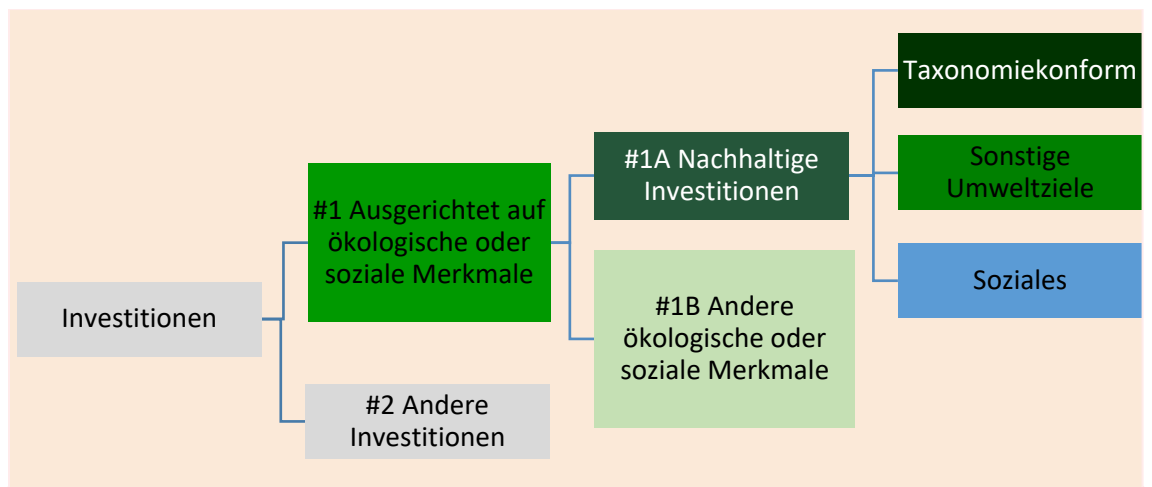 Investitionen
#1 Ausgerichtet auf
ökologische oder
soziale Merkmale
#2 Andere
Investitionen
#1A Nachhaltige
Investitionen
#1B Andere
ökologische oder
soziale Merkmale
Taxonomiekonform
Sonstige
Umweltziele
Soziales